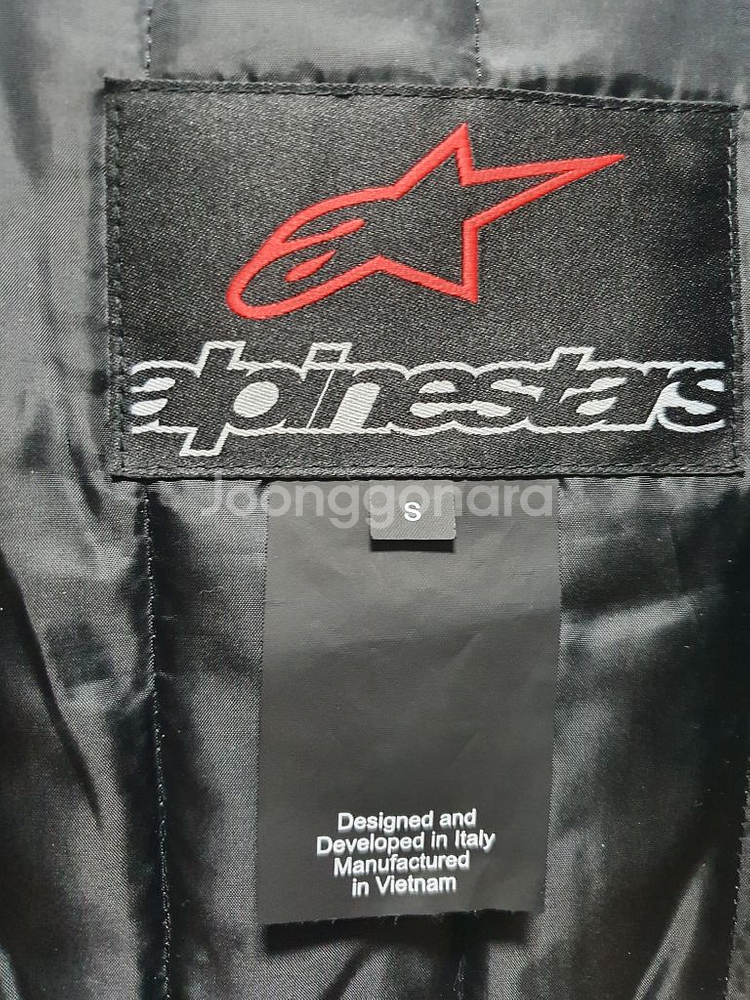 alpinestars
Joonggonara
S
Designed and
Developed in Italy
Manufactured
in Vietnam